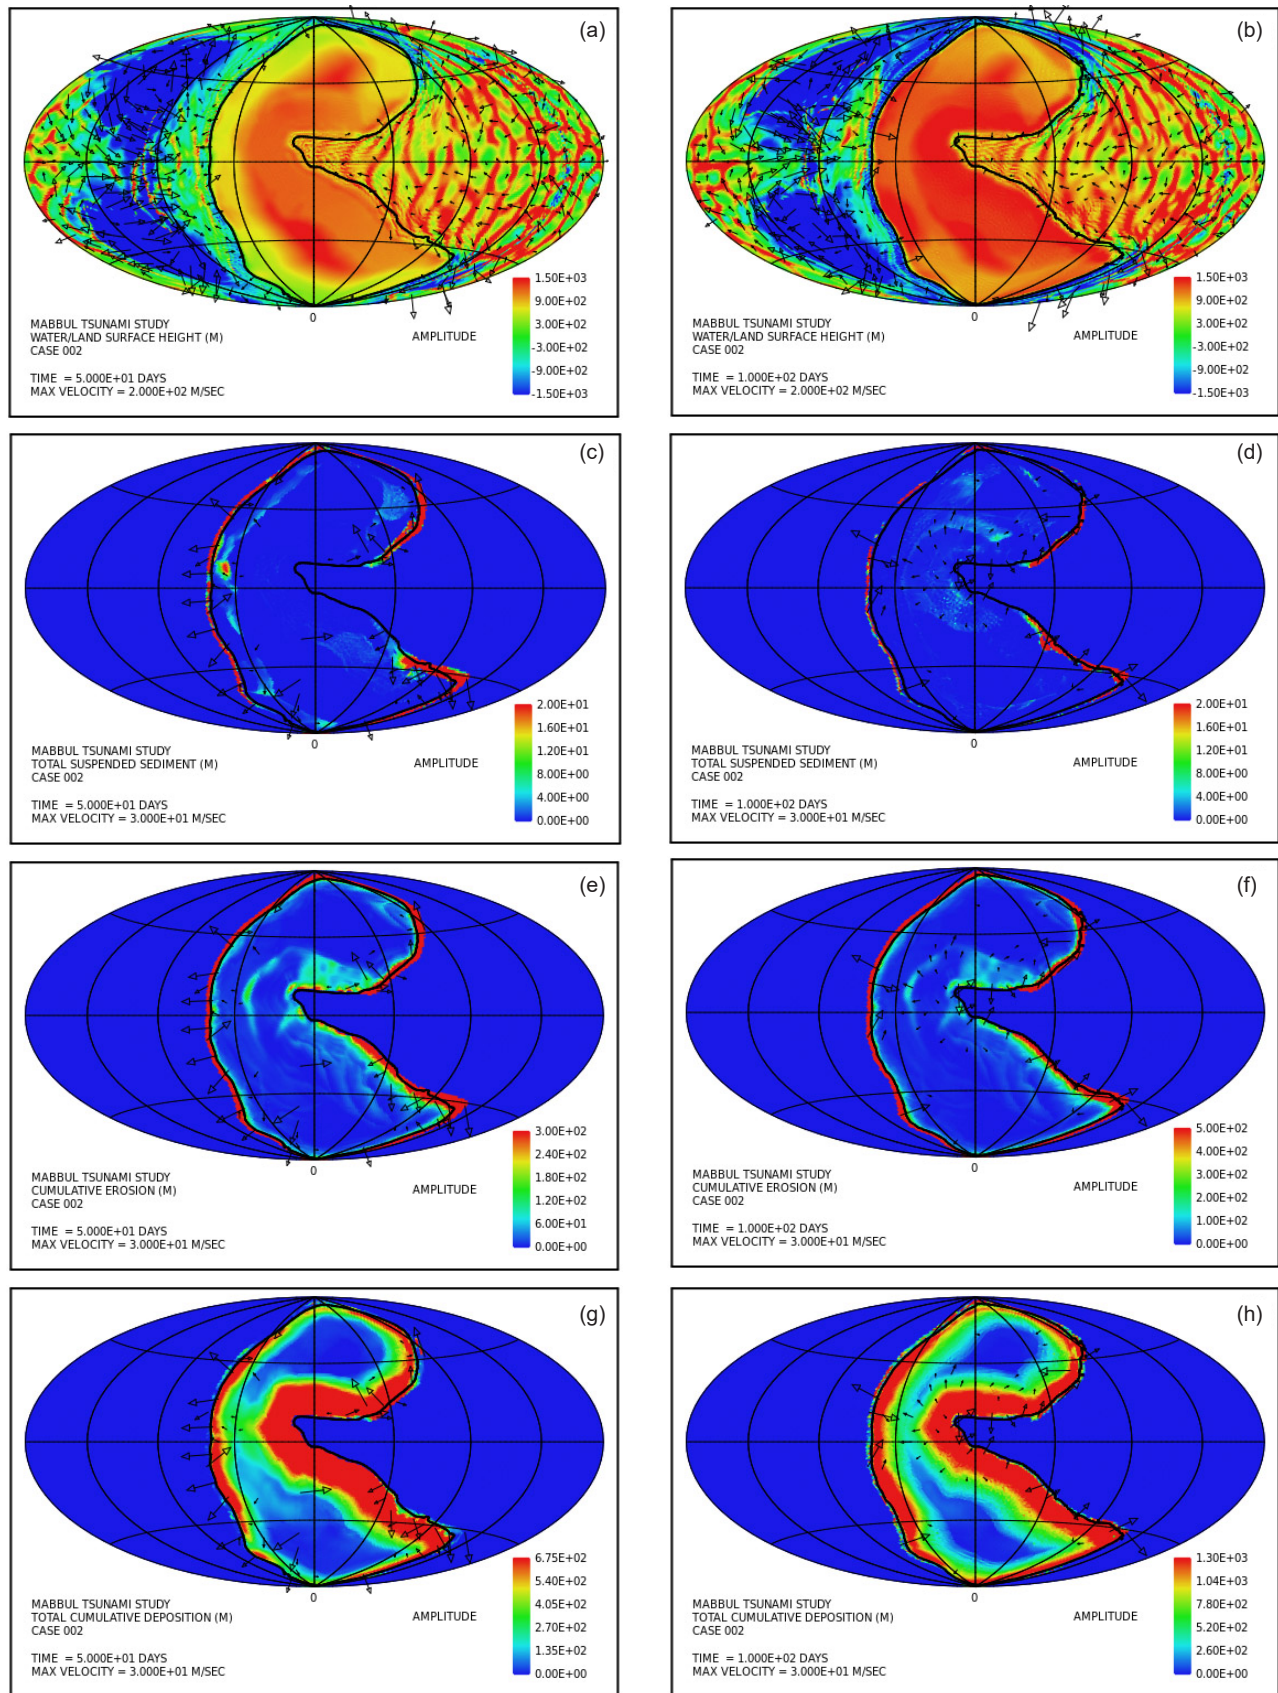 (a)
1.50E+03
9.00E+02
3.00E+02
-3.00E+02
-9.00E+02
-1.50E+03
0
MABBUL TSUNAMI STUDY
WATER/LAND SURFACE HEIGHT (M)
CASE 002
AMPLITUDE
TIME = 5.000E+01 DAYS
MAX VELOCITY = 2.000E+02 M/SEC
(b)
1.50E+03
9.00E+02
3.00E+02
-3.00E+02
-9.00E+02
-1.50E+03
0
MABBUL TSUNAMI STUDY
WATER/LAND SURFACE HEIGHT (M)
CASE 002
AMPLITUDE
TIME = 1.000E+02 DAYS
MAX VELOCITY = 2.000E+02 M/SEC
(c)
2.00E+01
1.60E+01
1.20E+01
8.00E+00
4.00E+00
0.00E+00
0
MABBUL TSUNAMI STUDY
TOTAL SUSPENDED SEDIMENT (M)
CASE 002
AMPLITUDE
TIME = 5.000E+01 DAYS
MAX VELOCITY = 3.000E+01 M/SEC
(d)
2.00E+01
1.60E+01
1.20E+01
8.00E+00
4.00E+00
0.00E+00
0
MABBUL TSUNAMI STUDY
TOTAL SUSPENDED SEDIMENT (M)
CASE 002
AMPLITUDE
TIME = 1.000E+02 DAYS
MAX VELOCITY = 3.000E+01 M/SEC
(e)
3.00E+02
2.40E+02
1.80E+02
1.20E+02
6.00E+01
0.00E+00
0
MABBUL TSUNAMI STUDY
CUMULATIVE EROSION (M)
CASE 002
AMPLITUDE
TIME = 5.000E+01 DAYS
MAX VELOCITY = 3.000E+01 M/SEC
(f)
5.00E+02
4.00E+02
3.00E+02
2.00E+02
1.00E+02
0.00E+00
0
MABBUL TSUNAMI STUDY
CUMULATIVE EROSION (M)
CASE 002
AMPLITUDE
TIME = 1.000E+02 DAYS
MAX VELOCITY = 3.000E+01 M/SEC
(g)
6.75E+02
5.40E+02
4.05E+02
2.70E+02
1.35E+02
0.00E+00
0
MABBUL TSUNAMI STUDY
TOTAL CUMULATIVE DEPOSITION (M)
CASE 002
AMPLITUDE
TIME = 5.000E+01 DAYS
MAX VELOCITY = 3.000E+01 M/SEC
(h)
1.30E+03
1.04E+03
7.80E+02
5.20E+02
2.60E+02
0.00E+00
0
MABBUL TSUNAMI STUDY
TOTAL CUMULATIVE DEPOSITION (M)
CASE 002
AMPLITUDE
TIME = 1.000E+02 DAYS
MAX VELOCITY = 3.000E+01 M/SEC